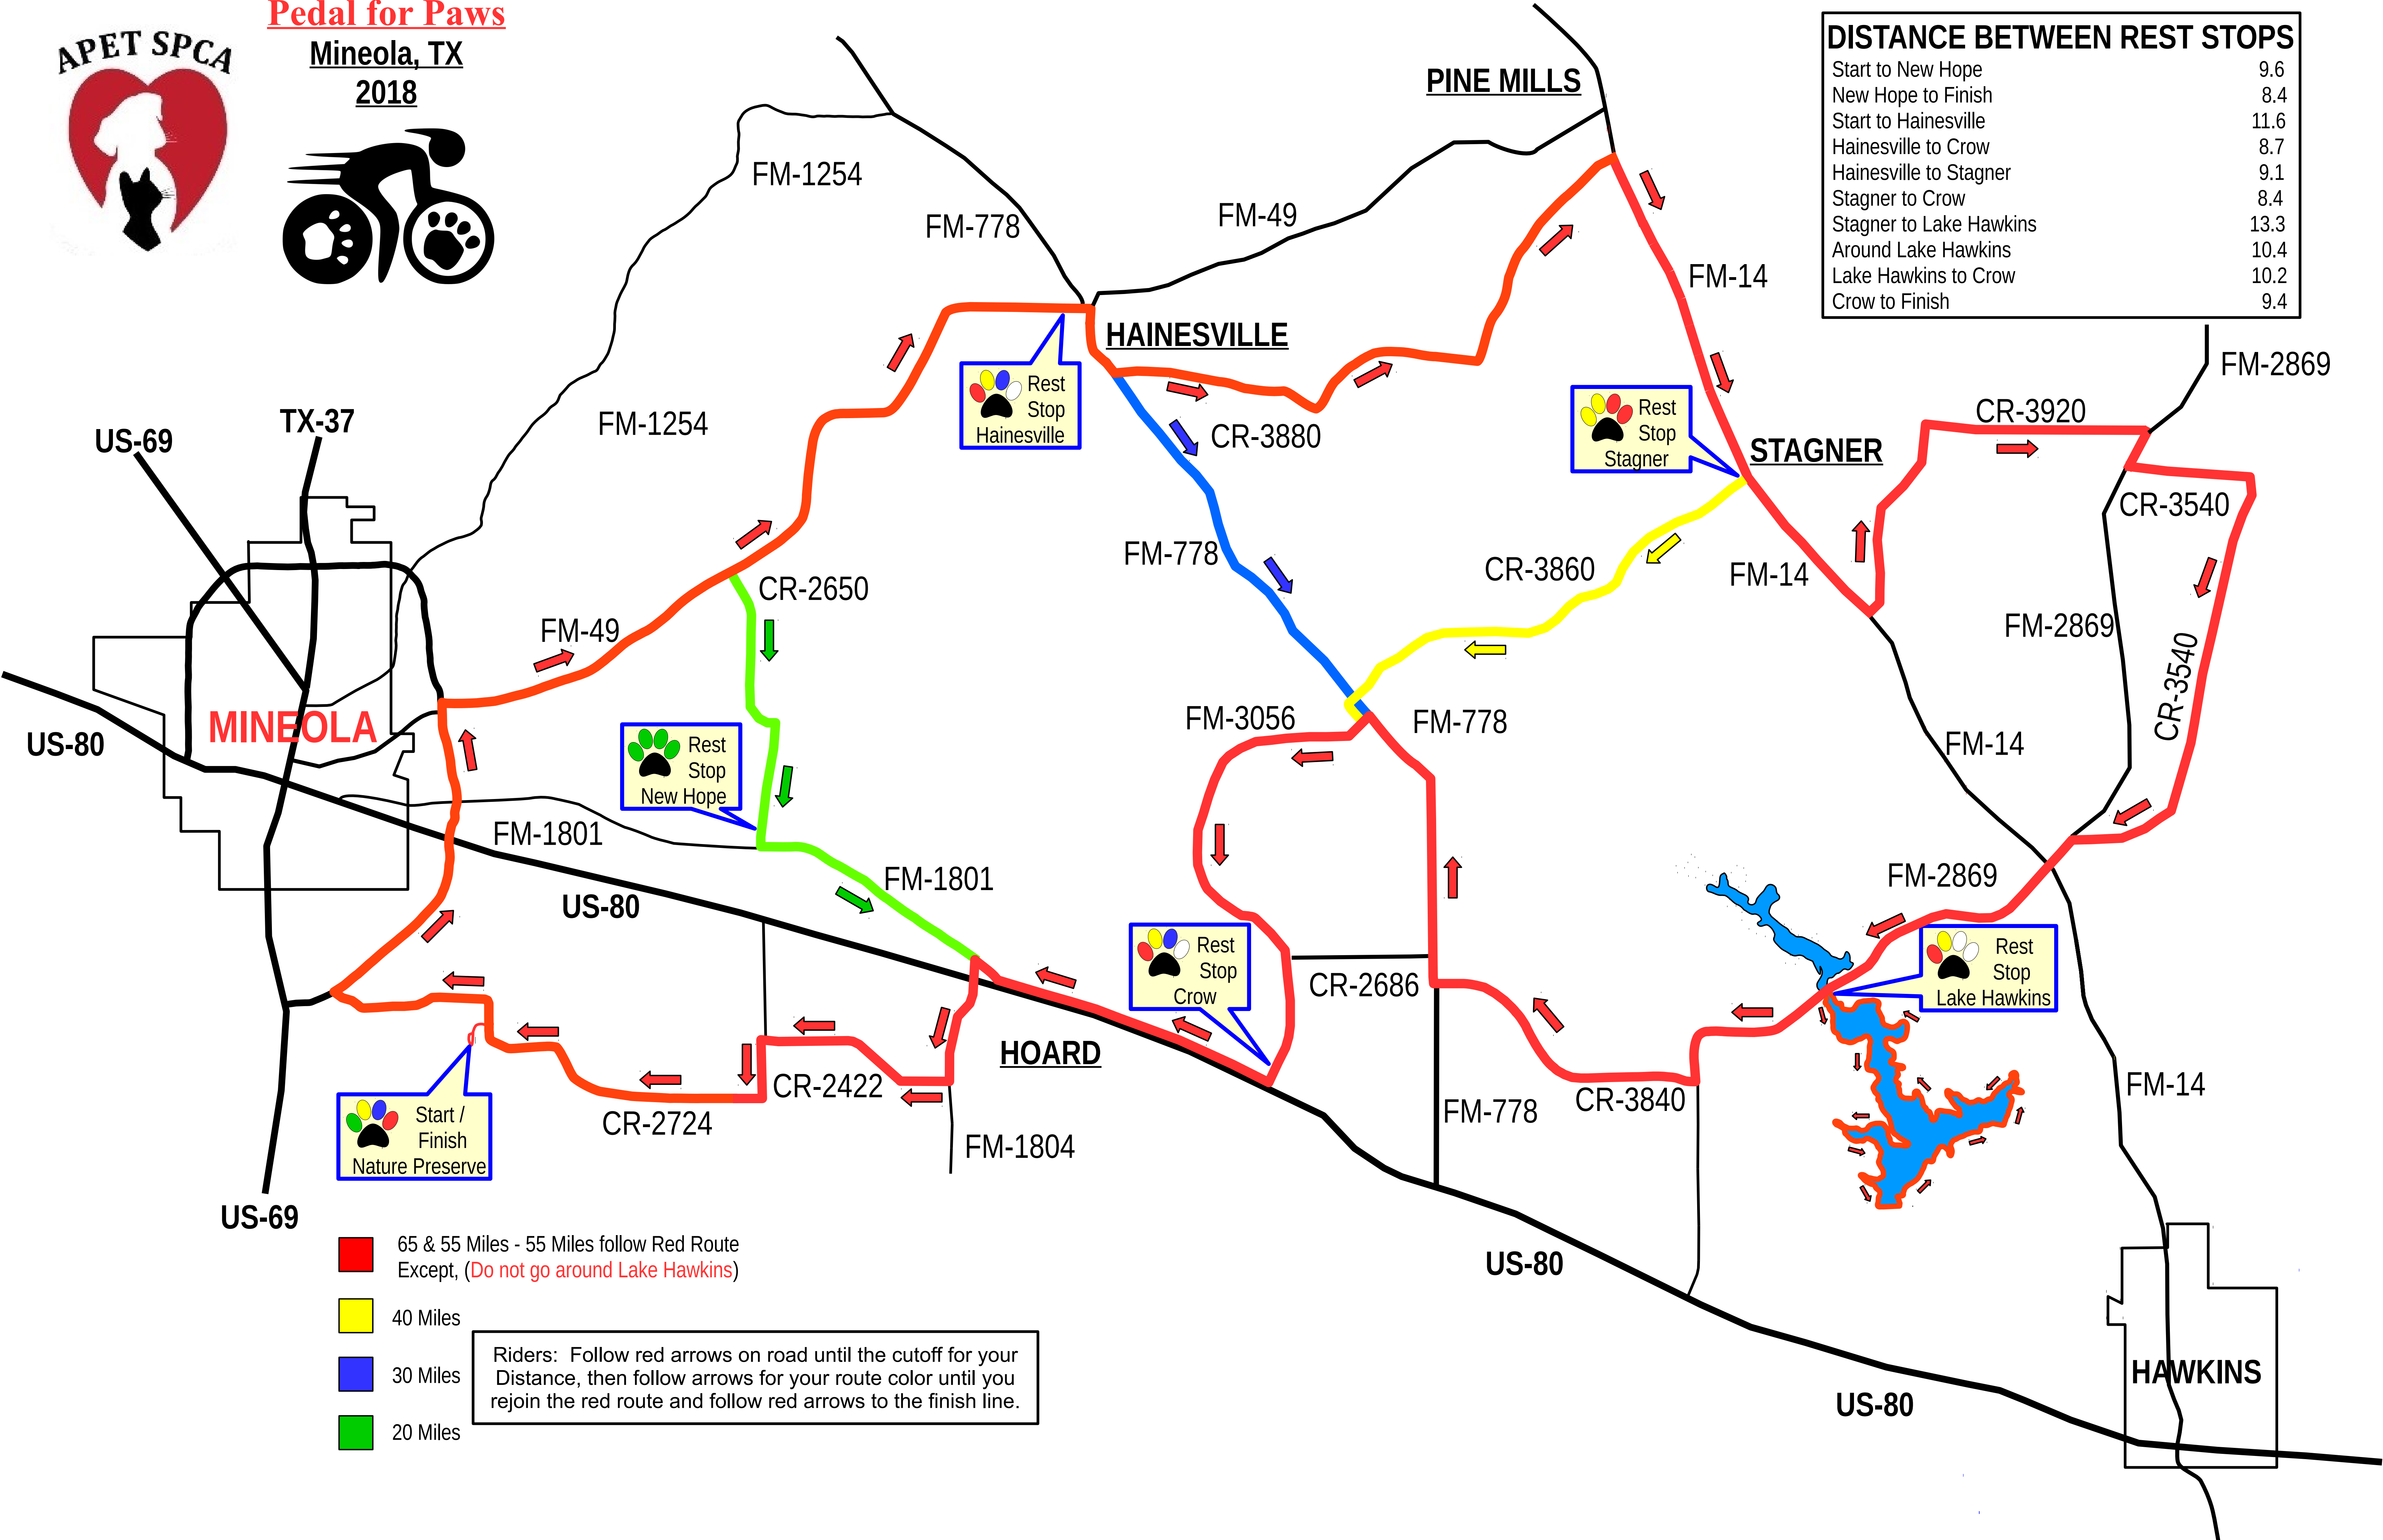 Pedal for Paws
Mineola, TX
2018
APET SPCA
DISTANCE BETWEEN REST STOPS
Start to New Hope 9.6
New Hope to Finish 8.4
Start to Hainesville 11.6
Hainesville to Crow 8.7
Hainesville to Stagner 9.1
Stagner to Crow 8.4
Stagner to Lake Hawkins 13.3
Around Lake Hawkins 10.4
Lake Hawkins to Crow 10.2
Crow to Finish 9.4
PINE MILLS
FM-1254
FM-778
FM-49
FM-14
HAINESVILLE
FM-2869
Rest
Stop
Hainesville
CR-3880
Rest
Stop
Stagner
STAGNER
CR-3920
TX-37
US-69
FM-1254
CR-3540
FM-778
CR-3860
FM-14
CR-2650
FM-49
FM-2869
CR-3540
MINEOLA
US-80
FM-3056
FM-778
FM-14
Rest
Stop
New Hope
FM-1801
FM-1801
US-80
FM-2869
Rest
Stop
Crow
CR-2686
Rest
Stop
Lake Hawkins
HOARD
CR-2422
CR-2724
FM-1804
FM-778
CR-3840
FM-14
Start /
Finish
Nature Preserve
US-69
US-80
65 & 55 Miles - 55 Miles follow Red Route
Except, (Do not go around Lake Hawkins)
40 Miles
30 Miles
20 Miles
Riders: Follow red arrows on road until the cutoff for your
Distance, then follow arrows for your route color until you
rejoin the red route and follow red arrows to the finish line.
HAWKINS
US-80